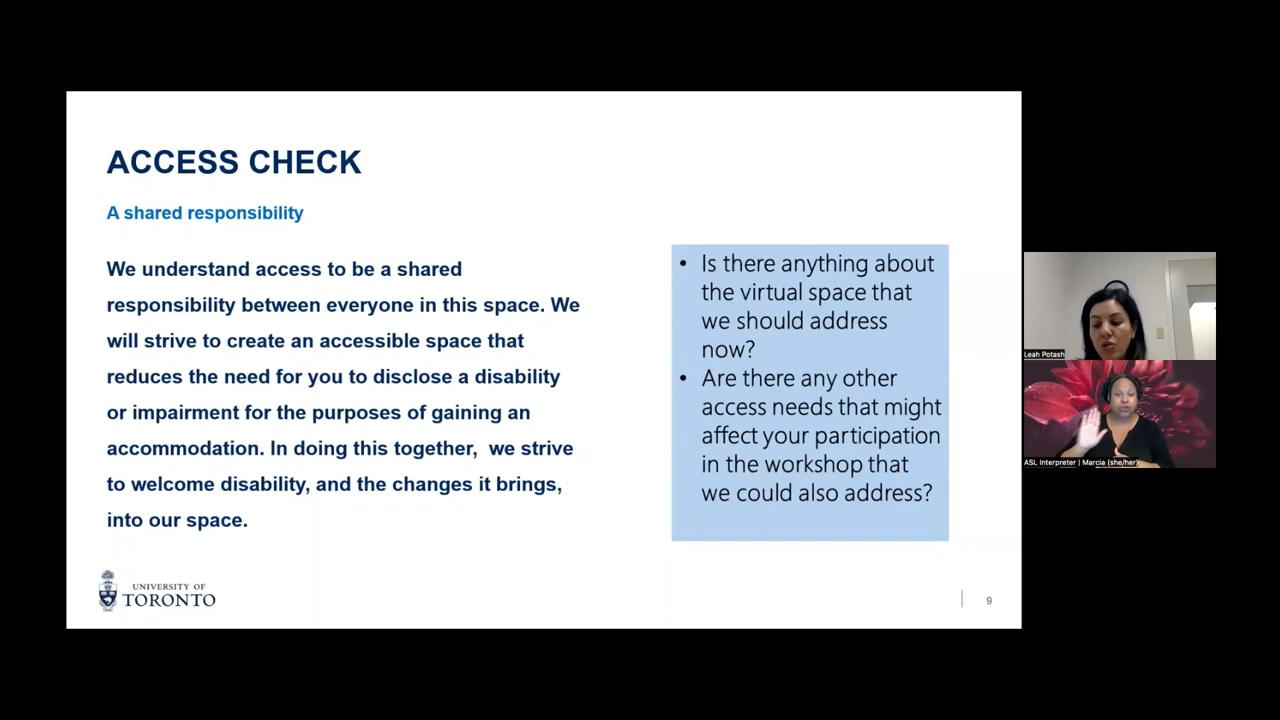 ACCESS CHECK
A shared responsibility
We understand access to be a shared
responsibility between everyone in this space. We
will strive to create an accessible space that
reduces the need for you to disclose a disability
or impairment for the purposes of gaining an
accommodation. In doing this together,  we strive
to welcome disability, and the changes it brings,
into our space.
• Is there anything about
the virtual space that
we should address
now?
• Are there any other
access needs that might
affect your participation
in the workshop that
we could also address?
UNIVERSITY OF
TORONTO
9
Leah Potash
ASL Interpreter | Marcia (she/her)